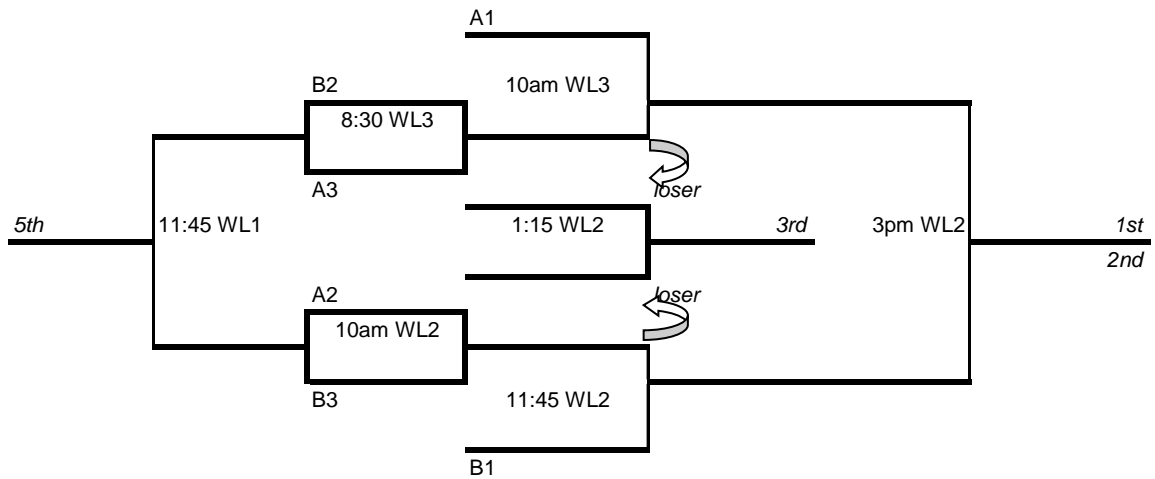 A1
B2
10am WL3
8:30 WL3
A3
loser
5th
11:45 WL1
1:15 WL2
3rd
3pm WL2
1st
2nd
A2
loser
10am WL2
B3
11:45 WL2
B1